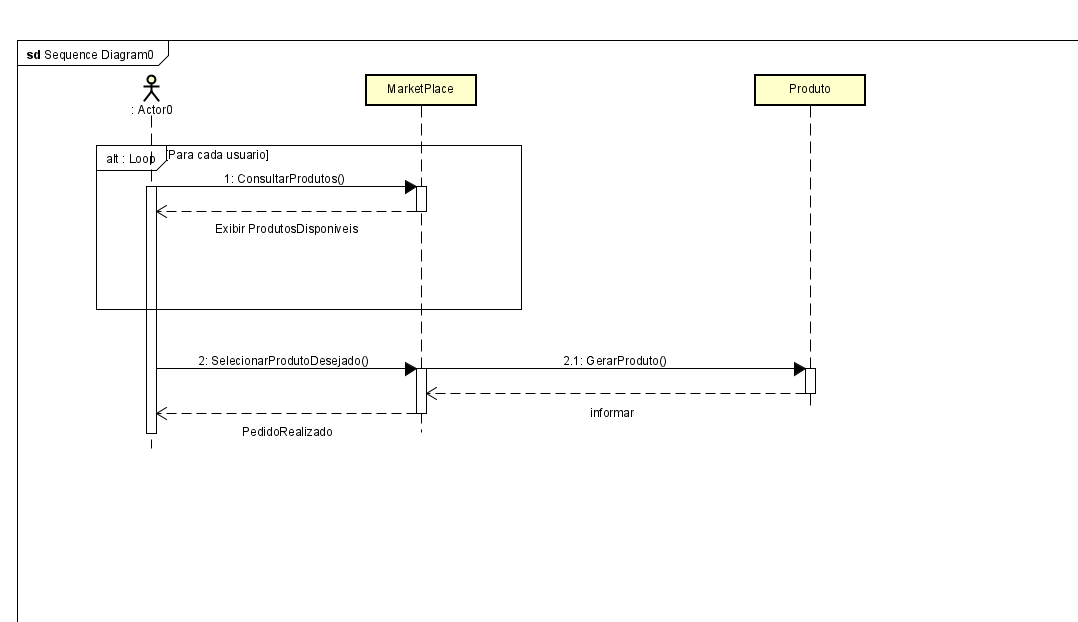 sd Sequence Diagram0
: Actor0
MarketPlace
Produto
alt : Loop
[Para cada usuario]
1: ConsultarProdutos()
Exibir ProdutosDisponiveis
2: SelecionarProdutoDesejado()
2.1: GerarProduto()
informar
PedidoRealizado